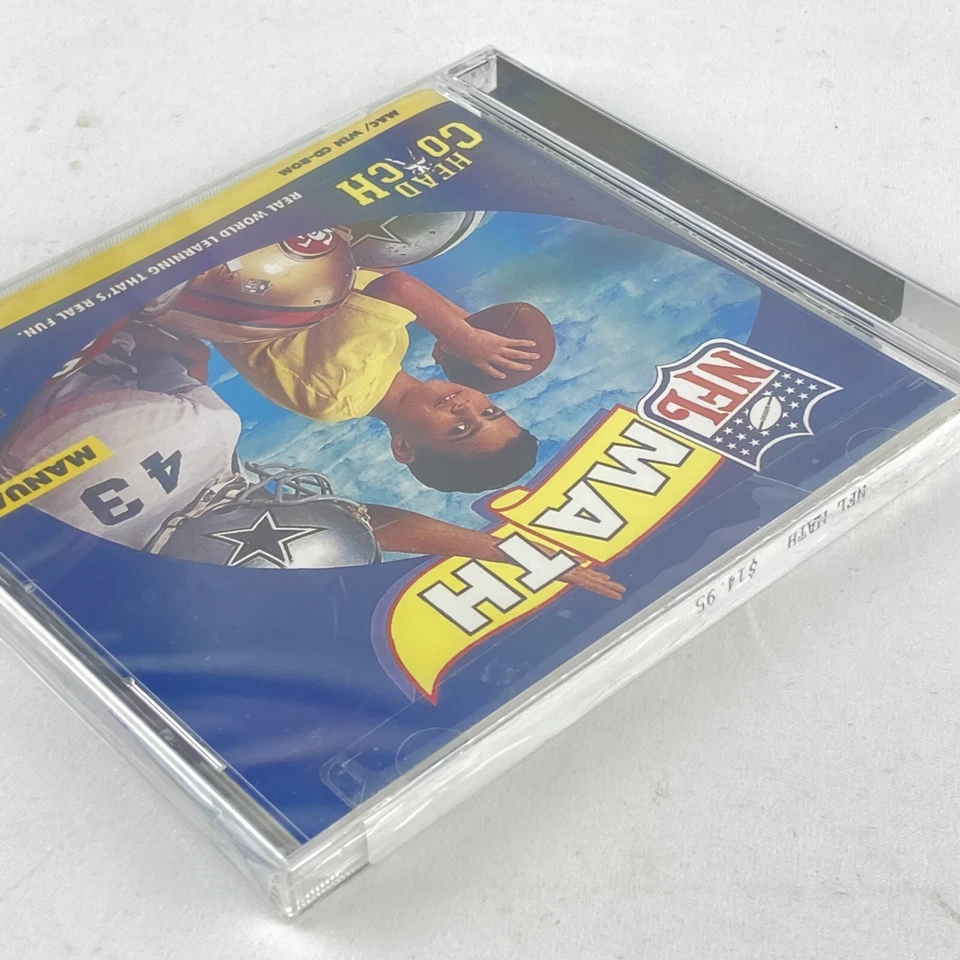 NFL
MATH
HEAD
COACH
REAL WORLD LEARNING THAT'S REAL FUN.
MAC/WIN CD-ROM
43
NFL MATH
$14.95